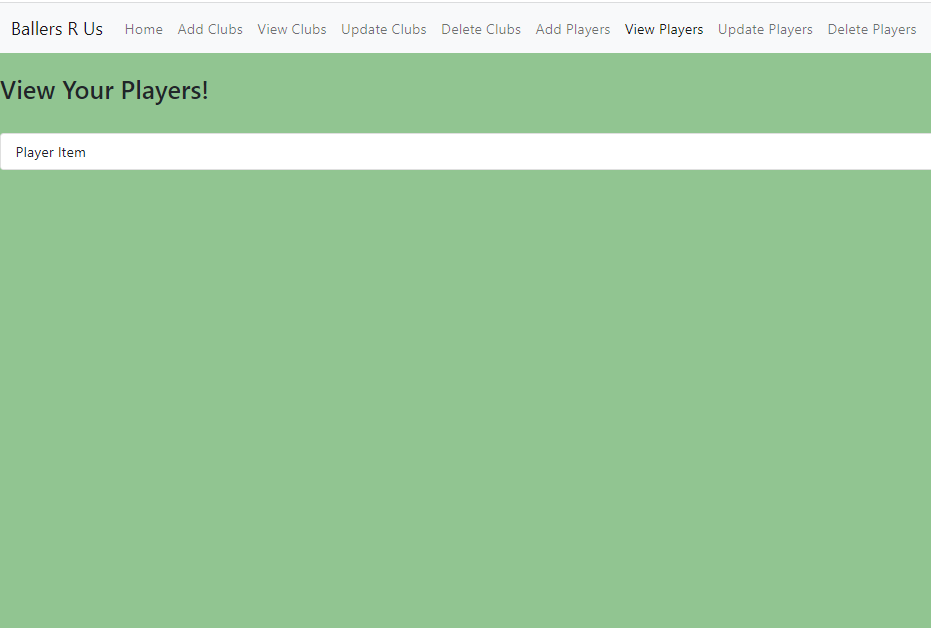 Ballers R Us Home Add Clubs View Clubs Update Clubs Delete Clubs Add Players View Players Update Players Delete Players
View Your Players!
Player Item